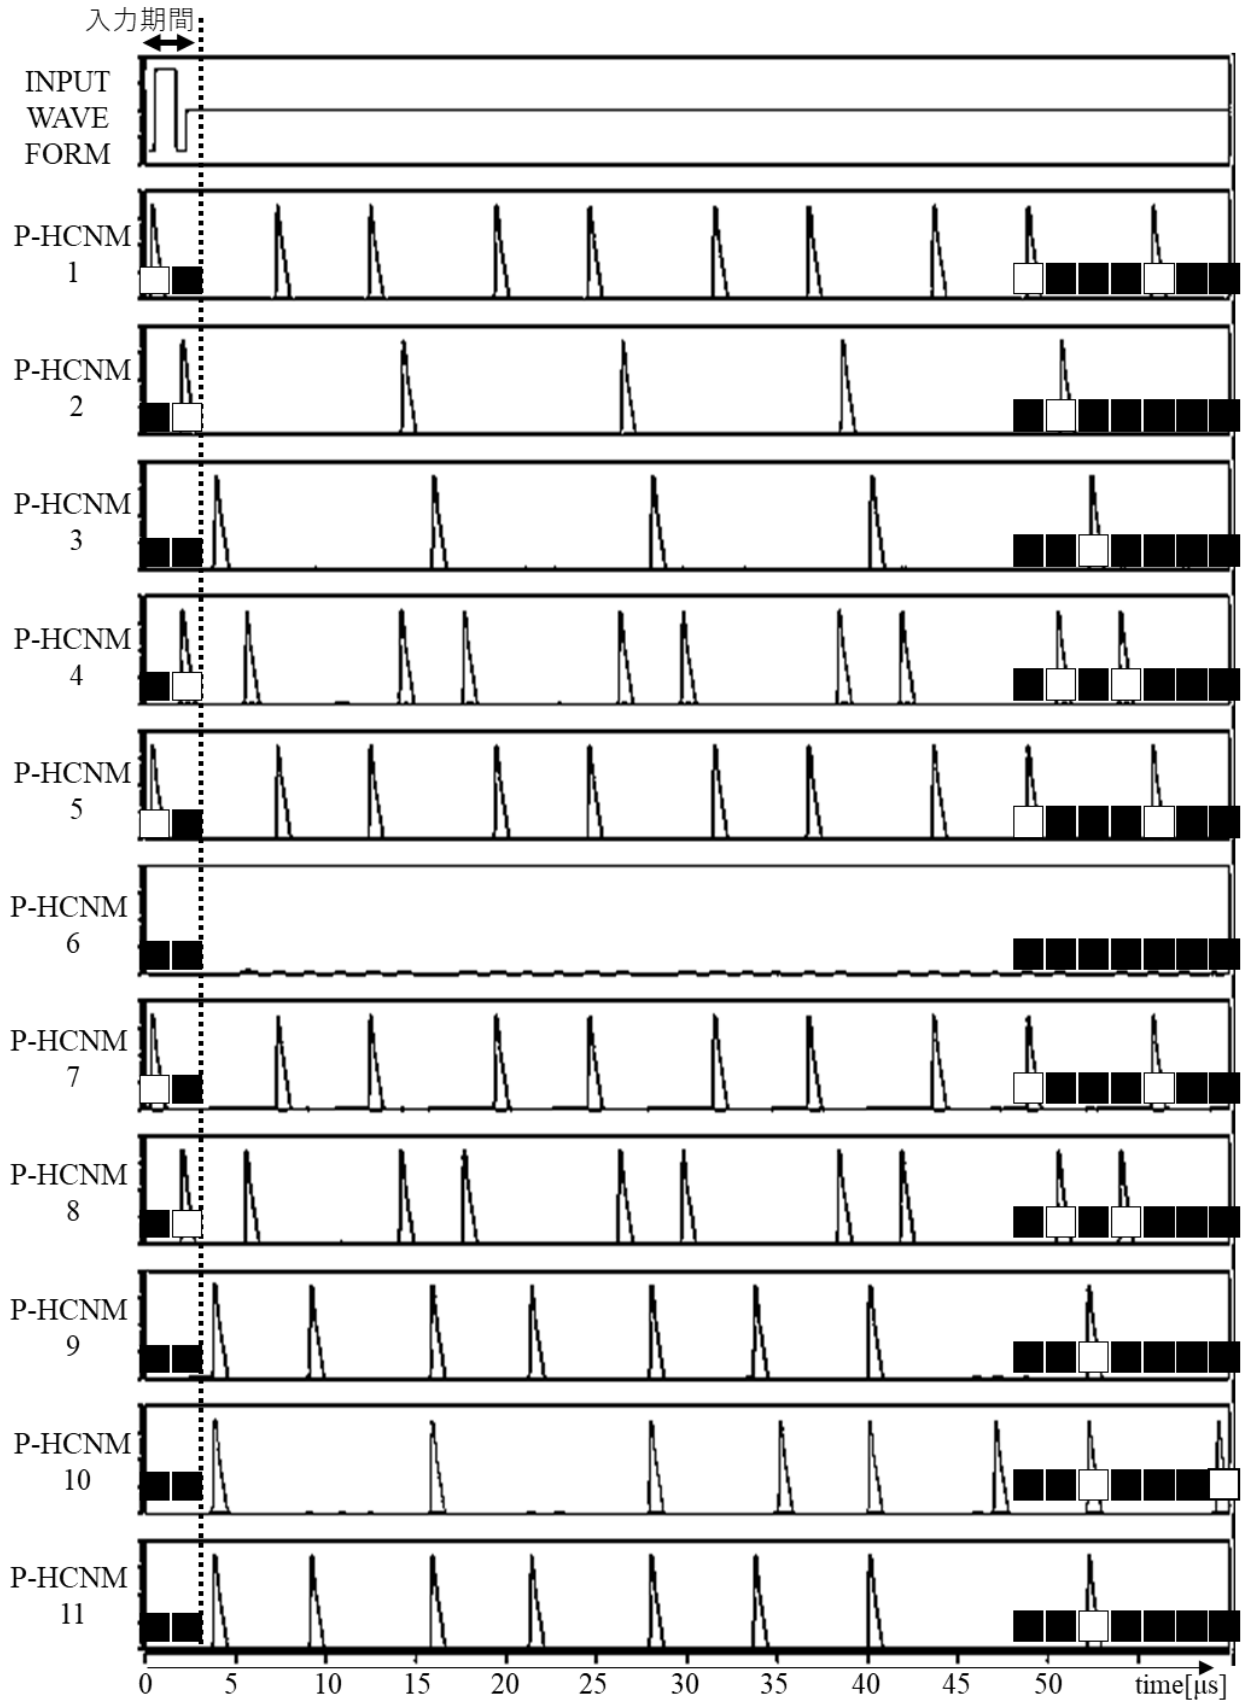 入力期間
INPUT
WAVE
FORM
P-HCNM
1
P-HCNM
2
P-HCNM
3
P-HCNM
4
P-HCNM
5
P-HCNM
6
P-HCNM
7
P-HCNM
8
P-HCNM
9
P-HCNM
10
P-HCNM
11
0 5 10 15 20 25 30 35 40 45 50 time[μs]